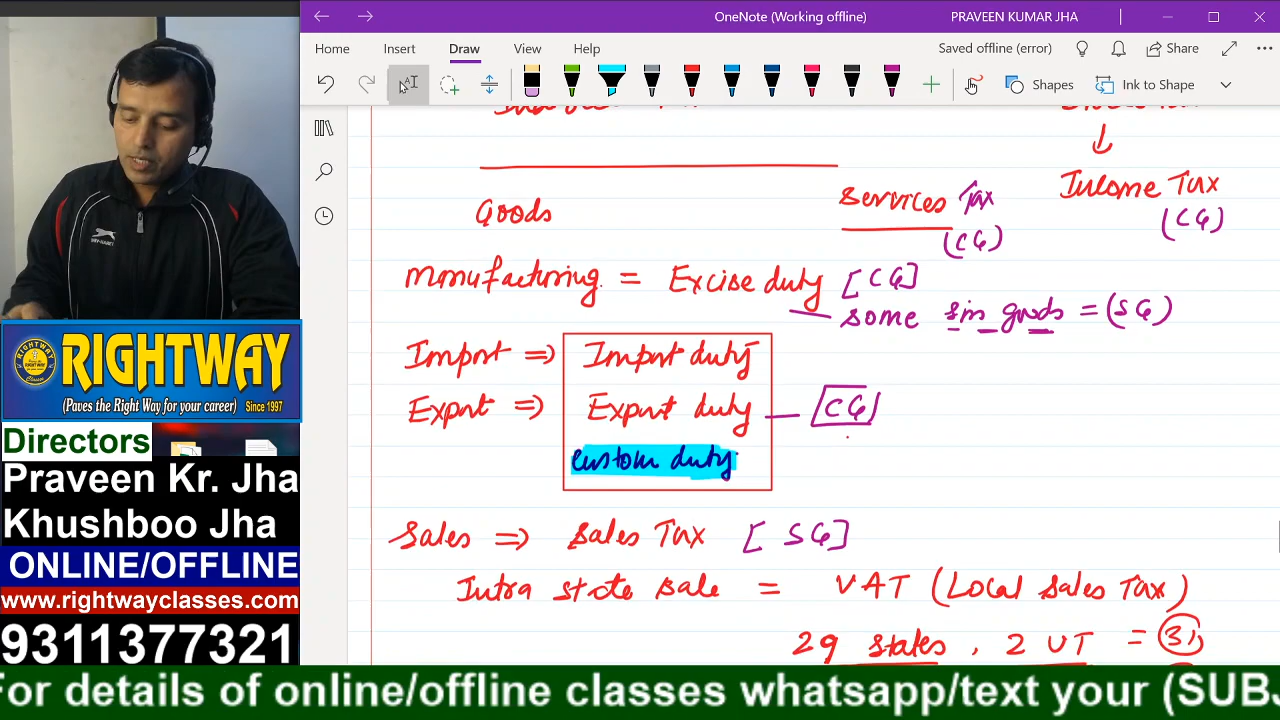 OneNote (Working offline)
PRAVEEN KUMAR JHA
Home Insert Draw View Help
Saved offline (error)
Share
Shapes
Ink to Shape
Goods
Services Tax
(CG)
Income Tax
(CG)
Manufacturing = Excise duty [CG]
some sin goods = (SG)
Import ⇒ Import duty
Export ⇒ Export duty — [CG]
Custom duty
Sales ⇒ Sales Tax [SG]
Intra state sale = VAT (Local Sales Tax)
29 states, 2 UT = 31
RIGHTWAY
(Paves the Right Way for your career) Since 1997
Directors
Praveen Kr. Jha
Khushboo Jha
ONLINE/OFFLINE
www.rightwayclasses.com
9311377321
For details of online/offline classes whatsapp/text your (SUBJ